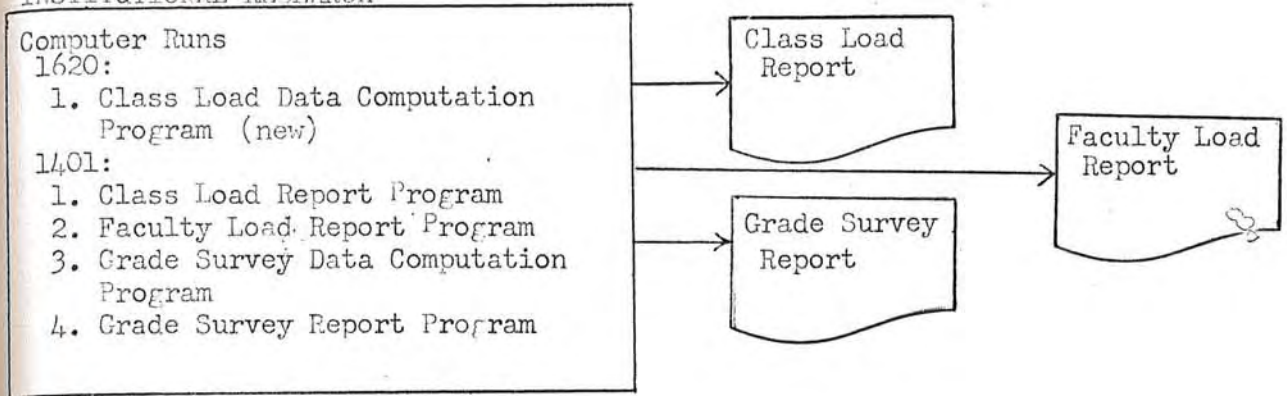 INSTITUTIONAL
Computer Runs
1620:
1. Class Load Data Computation
Program (new)
1401:
1. Class Load Report Program
2. Faculty Load Report Program
3. Grade Survey Data Computation
Program
4. Grade Survey Report Program
Class Load
Report
Faculty Load
Report
Grade Survey
Report